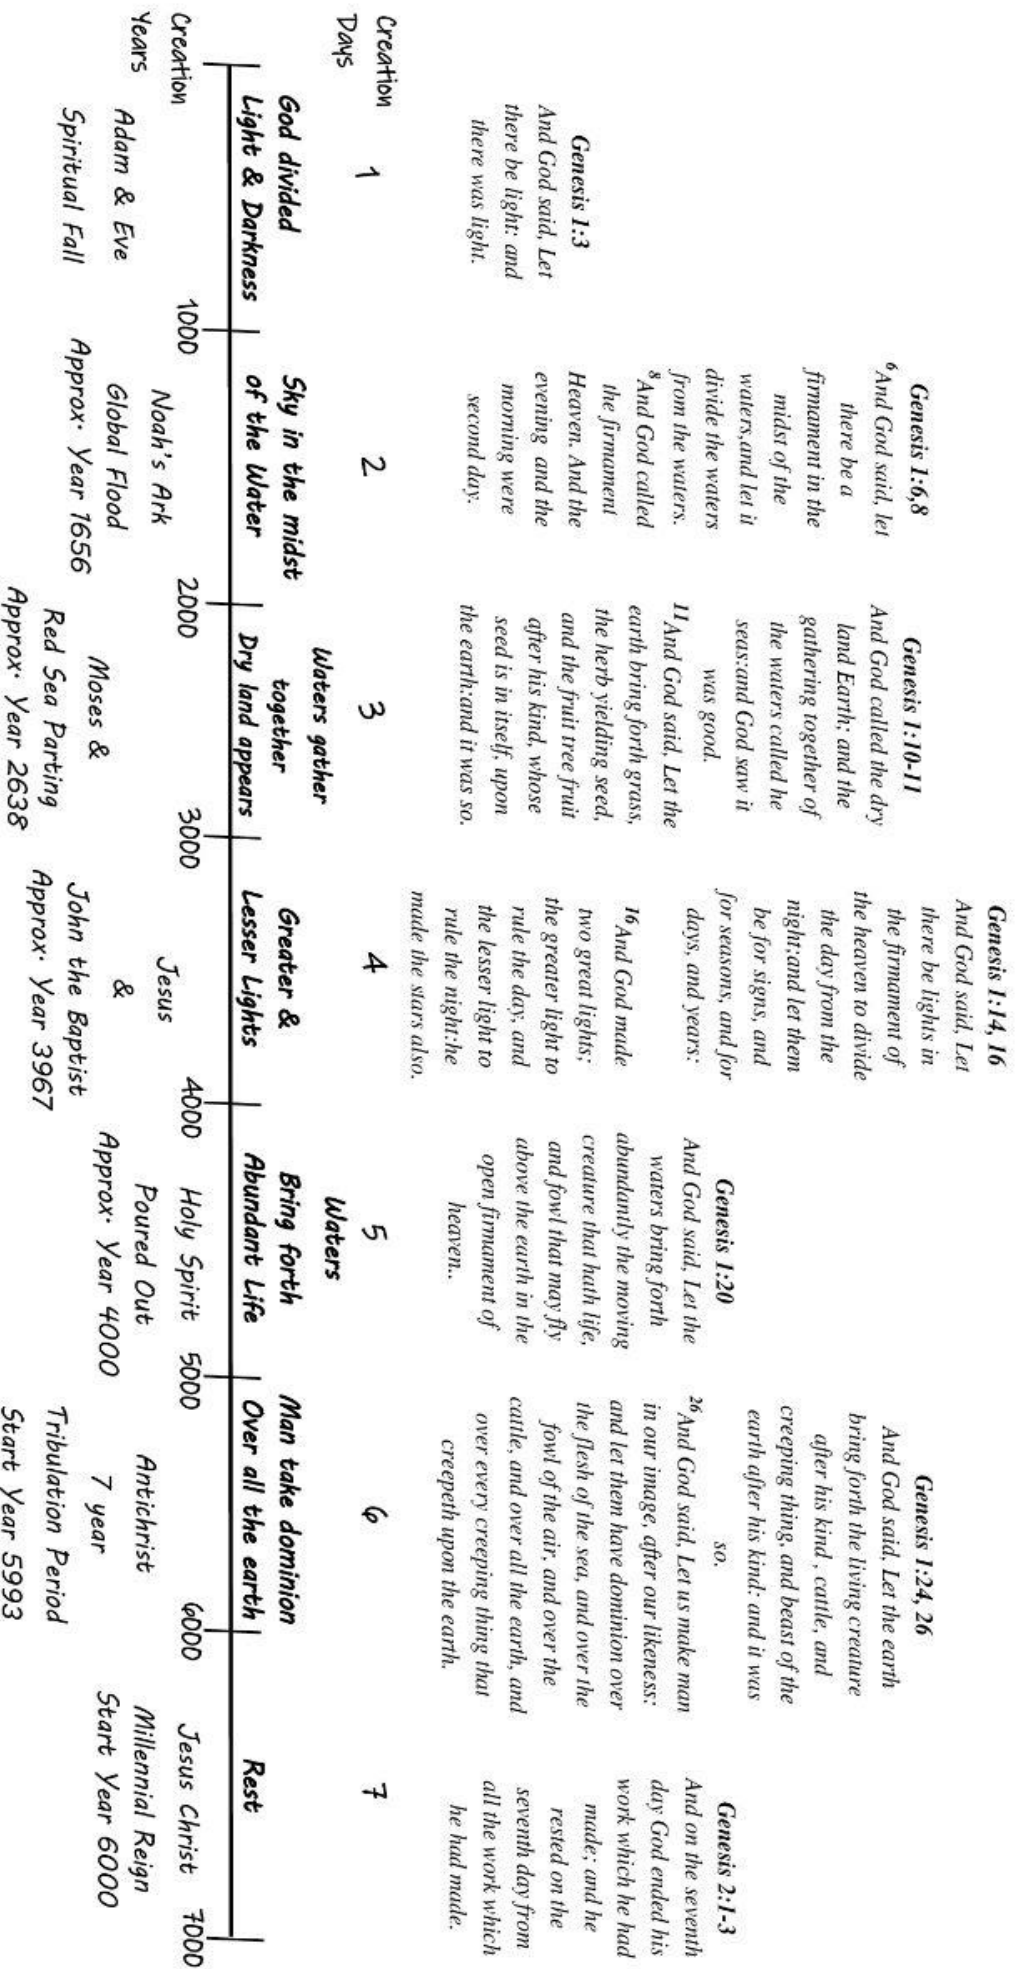 Genesis 1:3
And God said, Let
there be light: and
there was light.
Genesis 1:6,8
6 And God said, let
there be a
firmament in the
midst of the
waters,and let it
divide the waters
from the waters.
8 And God called
the firmament
Heaven. And the
evening and the
morning were
second day.
Genesis 1:10-11
And God called the dry
land Earth; and the
gathering together of
the waters called he
seas:and God saw it
was good.
11 And God said, Let the
earth bring forth grass,
the herb yielding seed,
and the fruit tree fruit
after his kind, whose
seed is in itself, upon
the earth:and it was so.
Genesis 1:14, 16
And God said, Let
there be lights in
the firmament of
the heaven to divide
the day from the
night;and let them
be for signs, and
for seasons, and for
days, and years:
16 And God made
two great lights;
the greater light to
rule the day, and
the lesser light to
rule the night:he
made the stars also.
Genesis 1:20
And God said, Let the
waters bring forth
abundantly the moving
creature that hath life,
and fowl that may fly
above the earth in the
open firmament of
heaven..
Genesis 1:24, 26
And God said, Let the earth
bring forth the living creature
after his kind , cattle, and
creeping thing, and beast of the
earth after his kind: and it was
so.
26 And God said, Let us make man
in our image, after our likeness:
and let them have dominion over
the flesh of the sea, and over the
fowl of the air, and over the
cattle, and over all the earth, and
over every creeping thing that
creepeth upon the earth.
Genesis 2:1-3
And on the seventh
day God ended his
work which he had
made; and he
rested on the
seventh day from
all the work which
he had made.
Creation
Days
1
2
3
4
5
6
7
God divided
Light & Darkness
Sky in the midst
of the Water
Waters gather
together
Dry land appears
Greater &
Lesser Lights
Waters
Bring forth
Abundant Life
Man take dominion
Over all the earth
Rest
Creation
Years
1000
2000
3000
4000
5000
6000
7000
Adam & Eve
Spiritual Fall
Noah's Ark
Global Flood
Approx. Year 1656
Moses &
Red Sea Parting
Approx. Year 2638
Jesus
&
John the Baptist
Approx. Year 3967
Holy Spirit
Poured Out
Approx. Year 4000
Antichrist
7 year
Tribulation Period
Start Year 5993
Jesus Christ
Millennial Reign
Start Year 6000